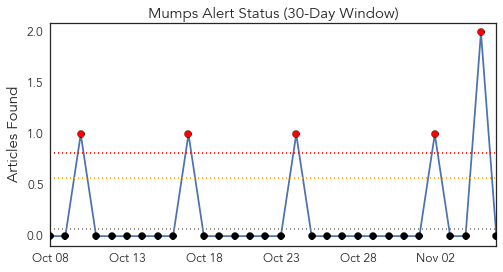 Mumps Alert Status (30-Day Window)
Articles Found
2.0
1.5
1.0
0.5
0.0
Oct 08 Oct 13 Oct 18 Oct 23 Oct 28 Nov 02